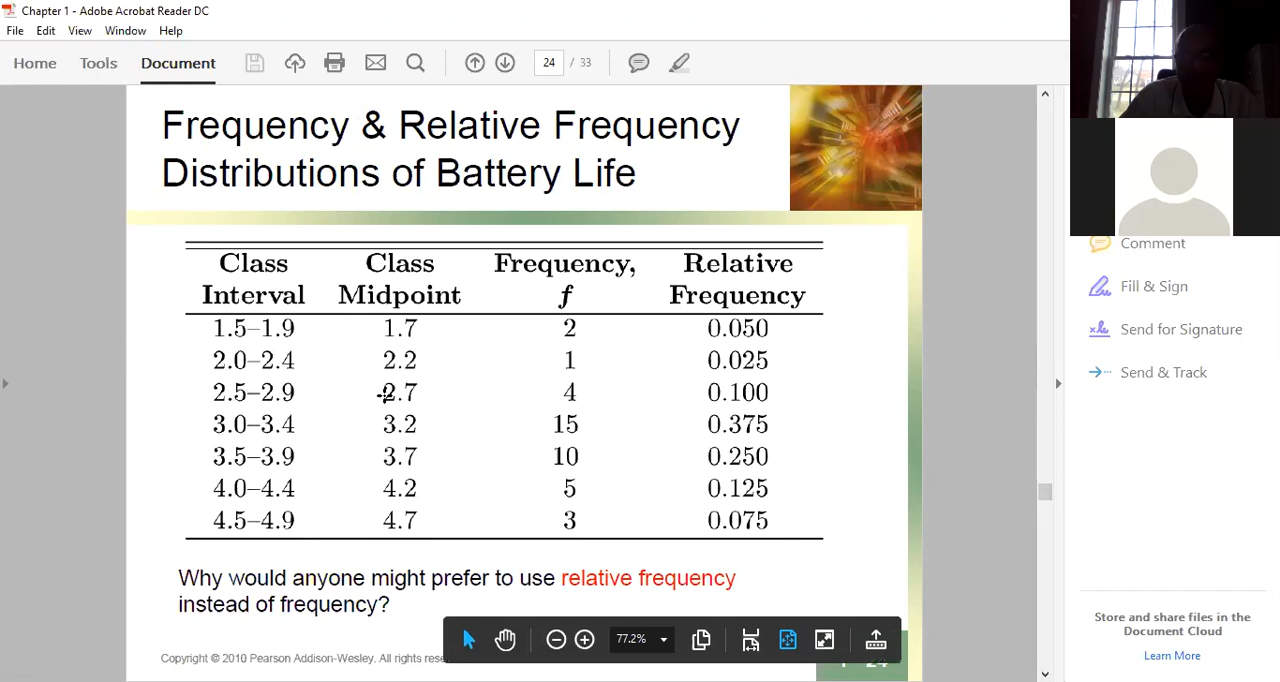 Chapter 1 - Adobe Acrobat Reader DC
File Edit View Window Help
Home Tools Document 24 / 33
Frequency & Relative Frequency
Distributions of Battery Life
Class Class Frequency, Relative
Interval Midpoint f Frequency
1.5–1.9 1.7 2 0.050
2.0–2.4 2.2 1 0.025
2.5–2.9 2.7 4 0.100
3.0–3.4 3.2 15 0.375
3.5–3.9 3.7 10 0.250
4.0–4.4 4.2 5 0.125
4.5–4.9 4.7 3 0.075
Why would anyone might prefer to use relative frequency
instead of frequency?
77.2%
Copyright © 2010 Pearson Addison-Wesley. All rights
Comment
Fill & Sign
Send for Signature
Send & Track
Store and share files in the
Document Cloud
Learn More